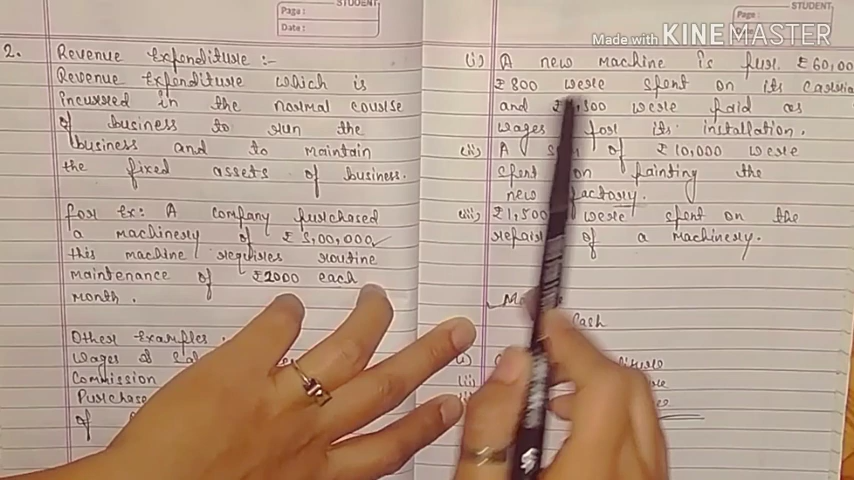 STUDENT
Page:
Date:
STUDENT
Page:
Made with KINEMASTER
2. Revenue Expenditure :-
Revenue Expenditure which is
incurred in the normal course
of business to run the
business and to maintain
the fixed assets of business.
for Ex: A Company purchased
a machinery of ₹ 5,00,000
this machine requires routine
maintenance of ₹2000 each
month.
Other Examples:
Wages &
Commission
Purchase
of
(i) A new Machine is pur. ₹ 60,00
₹ 800 were spent on its
and were paid as
wages for its installation.
(ii) A of ₹ 10,000 were
spent on painting the
new factory.
(iii) ₹1,500 were spent on the
repair of a machinery.
Cash